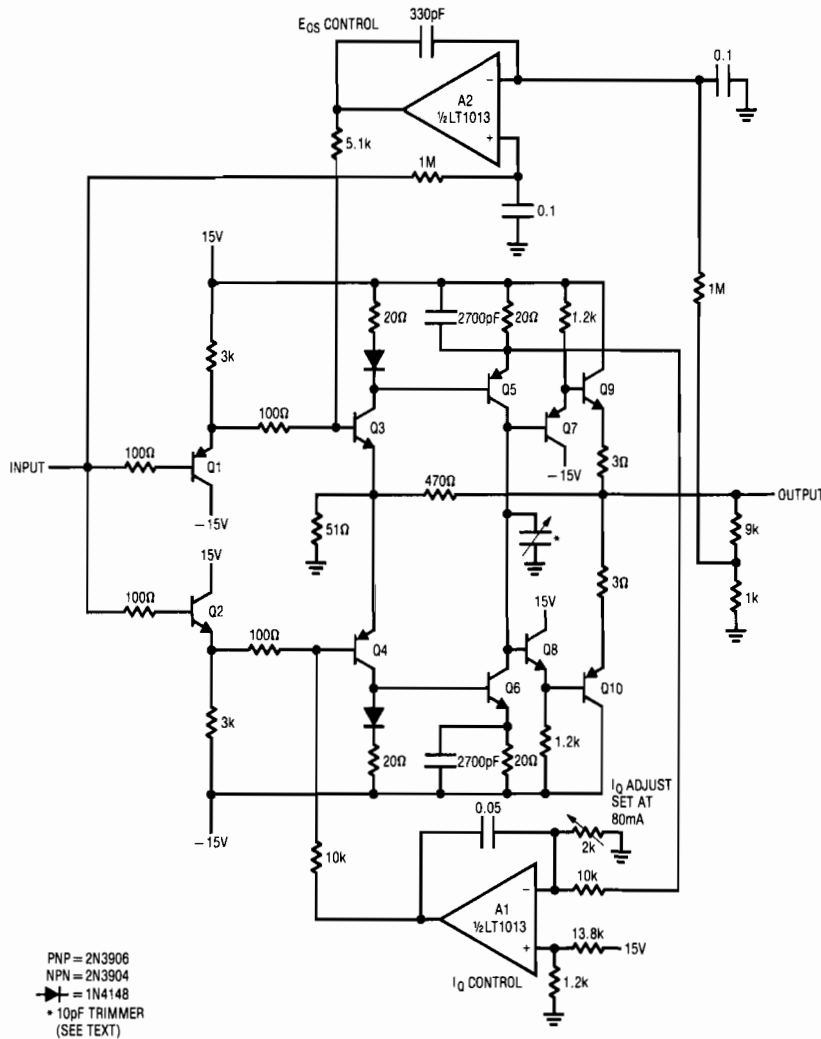 330pF
E_OS CONTROL
0.1
A2
½LT1013
5.1k
1M
0.1
15V
1M
20Ω
2700pF
20Ω
1.2k
3k
Q5
Q9
100Ω
Q3
Q7
100Ω
INPUT
Q1
3Ω
−15V
470Ω
OUTPUT
−15V
51Ω
9k
*
15V
3Ω
1k
15V
100Ω
Q2
100Ω
Q8
Q4
Q10
Q6
3k
1.2k
20Ω
2700pF
20Ω
I_Q ADJUST
SET AT
80mA
−15V
0.05
2k
10k
10k
A1
½LT1013
13.8k
15V
PNP = 2N3906
NPN = 2N3904
= 1N4148
* 10pF TRIMMER
(SEE TEXT)
I_Q CONTROL
1.2k
−
+
−
+